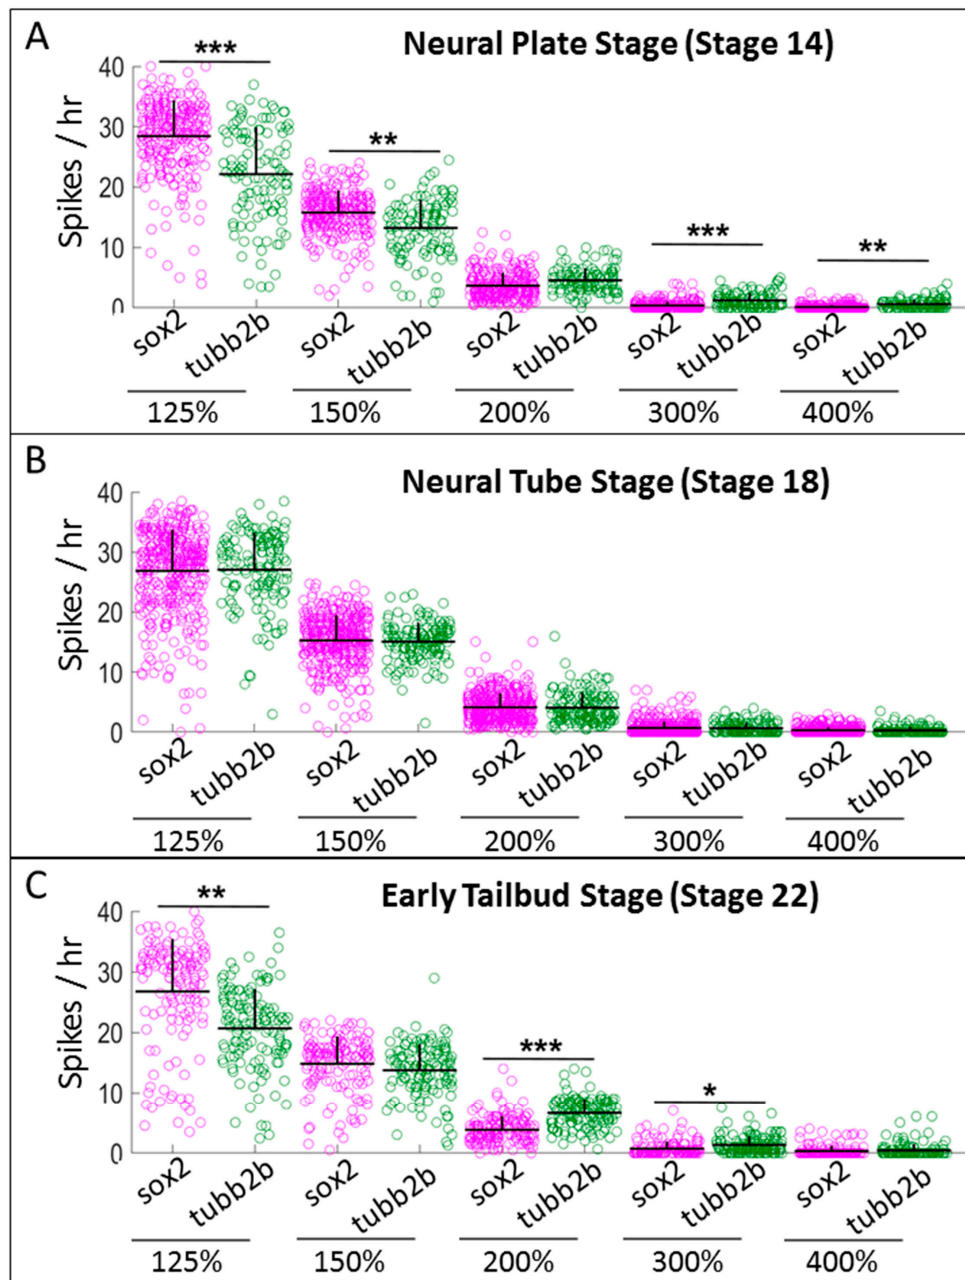 A
Neural Plate Stage (Stage 14)
***
**
***
**
Spikes / hr
40
30
20
10
0
sox2 tubb2b sox2 tubb2b sox2 tubb2b sox2 tubb2b sox2 tubb2b
125% 150% 200% 300% 400%
B
Neural Tube Stage (Stage 18)
Spikes / hr
40
30
20
10
0
sox2 tubb2b sox2 tubb2b sox2 tubb2b sox2 tubb2b sox2 tubb2b
125% 150% 200% 300% 400%
C
Early Tailbud Stage (Stage 22)
**
***
*
Spikes / hr
40
30
20
10
0
sox2 tubb2b sox2 tubb2b sox2 tubb2b sox2 tubb2b sox2 tubb2b
125% 150% 200% 300% 400%